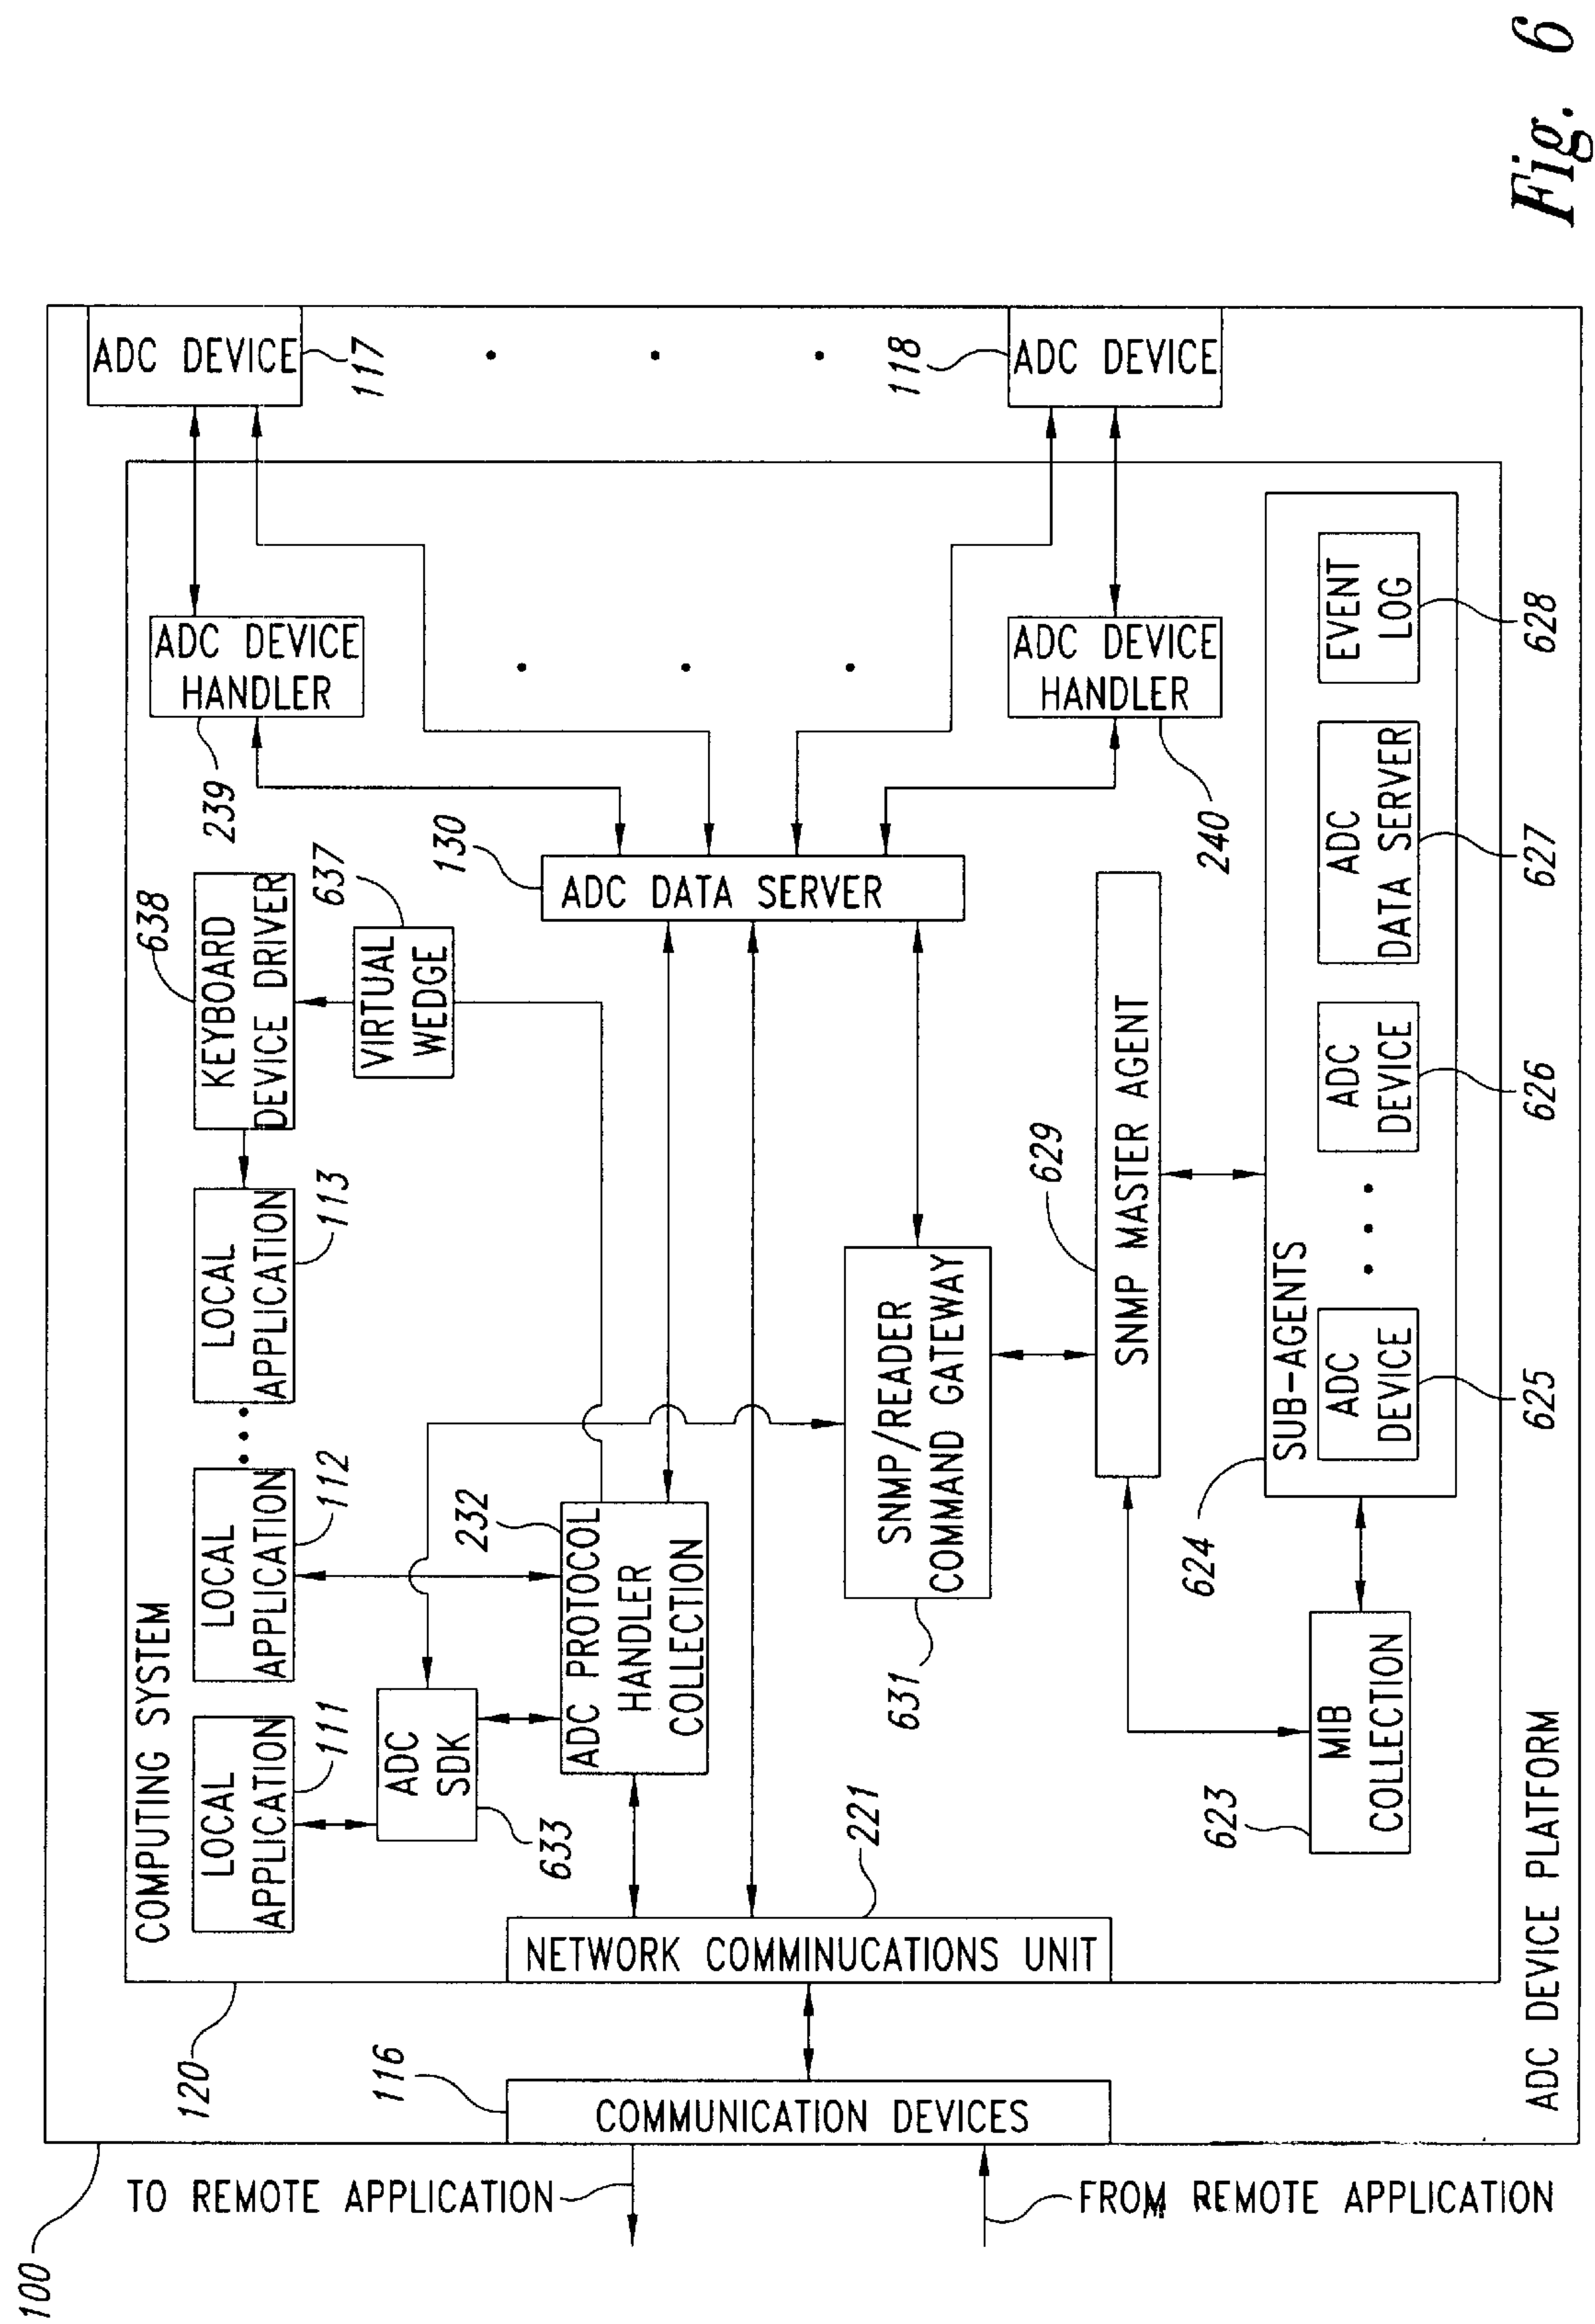 100
120
COMPUTING SYSTEM
LOCAL
APPLICATION
111
LOCAL
APPLICATION
112
LOCAL
APPLICATION
113
KEYBOARD
DEVICE DRIVER
638
VIRTUAL
WEDGE
637
ADC DEVICE
HANDLER
239
ADC DEVICE
117
ADC
SDK
633
ADC PROTOCOL
HANDLER
COLLECTION
232
ADC DATA SERVER
130
ADC DEVICE
HANDLER
240
ADC DEVICE
118
TO REMOTE APPLICATION
116
COMMUNICATION DEVICES
NETWORK COMMINUCATIONS UNIT
221
SNMP/READER
COMMAND GATEWAY
631
SNMP MASTER AGENT
629
FROM REMOTE APPLICATION
MIB
COLLECTION
623
624
SUB-AGENTS
ADC
DEVICE
625
ADC
DEVICE
626
ADC
DATA SERVER
627
EVENT
LOG
628
ADC DEVICE PLATFORM
Fig. 6